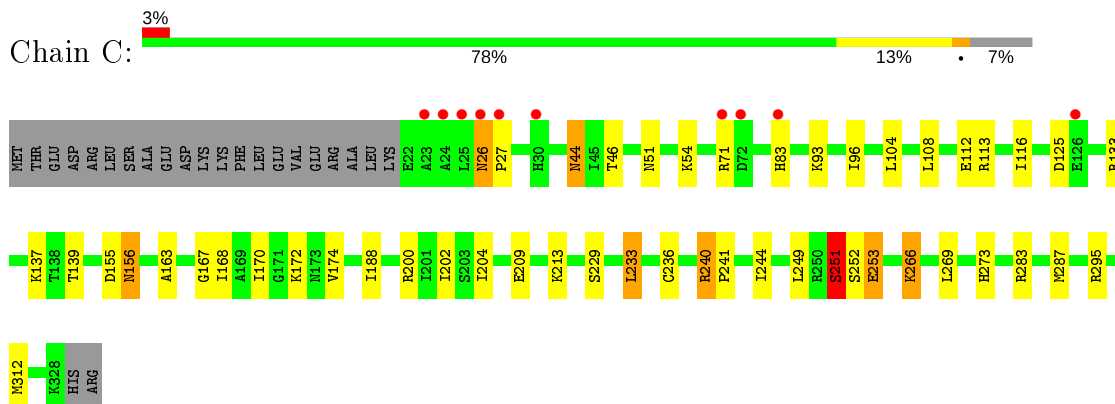 3%
Chain C:
78% 13% • 7%
MET THR GLU ASP ARG LEU SER ALA GLU ASP LYS LYS PHE LEU GLU VAL GLU ARG ALA LEU LYS E22 A23 A24 L25 N26 P27 H30 N44 I45 T46 N51 K54 R71 D72 H83 K93 I96 L104 L108 E112 R113 I116 D125 E126
K137 T138 T139 D155 N156 A163 G167 I168 A169 I170 G171 K172 N173 V174 I188 R200 I201 I202 S203 I204 E209 K213 S229 L233 C236 R240 P241 I244 L249 R250 S251 S252 E253 K266 L269 H273 R283 M287 R295
M312 K328 HIS ARG